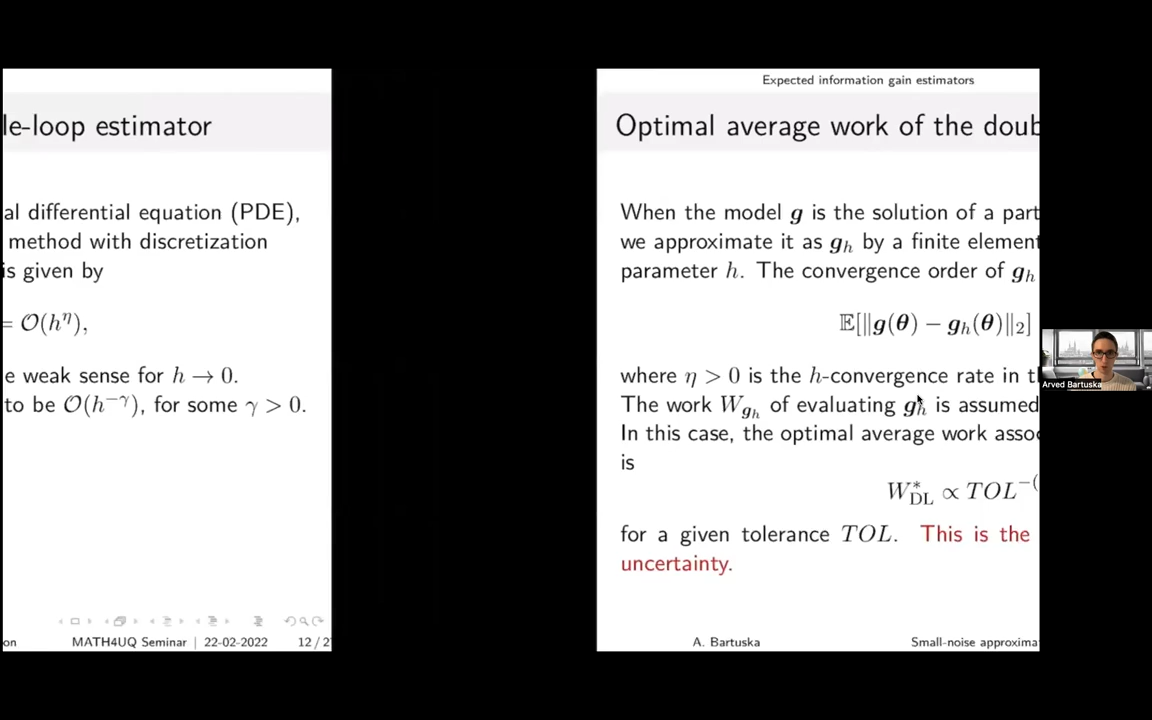 Expected information gain estimators
le-loop estimator
al differential equation (PDE),
method with discretization
is given by
= O(h^η),
e weak sense for h → 0.
to be O(h^{−γ}), for some γ > 0.
on MATH4UQ Seminar | 22-02-2022 12 / 2
Optimal average work of the doub
When the model g is the solution of a part
we approximate it as g_h by a finite element
parameter h. The convergence order of g_h
E[‖g(θ) − g_h(θ)‖_2]
where η > 0 is the h-convergence rate in t
The work W_{g_h} of evaluating g_h is assumed
In this case, the optimal average work asso
is
W*_{DL} ∝ TOL^{−(
for a given tolerance TOL. This is the
uncertainty.
A. Bartuska Small-noise approxima
Arved Bartuska